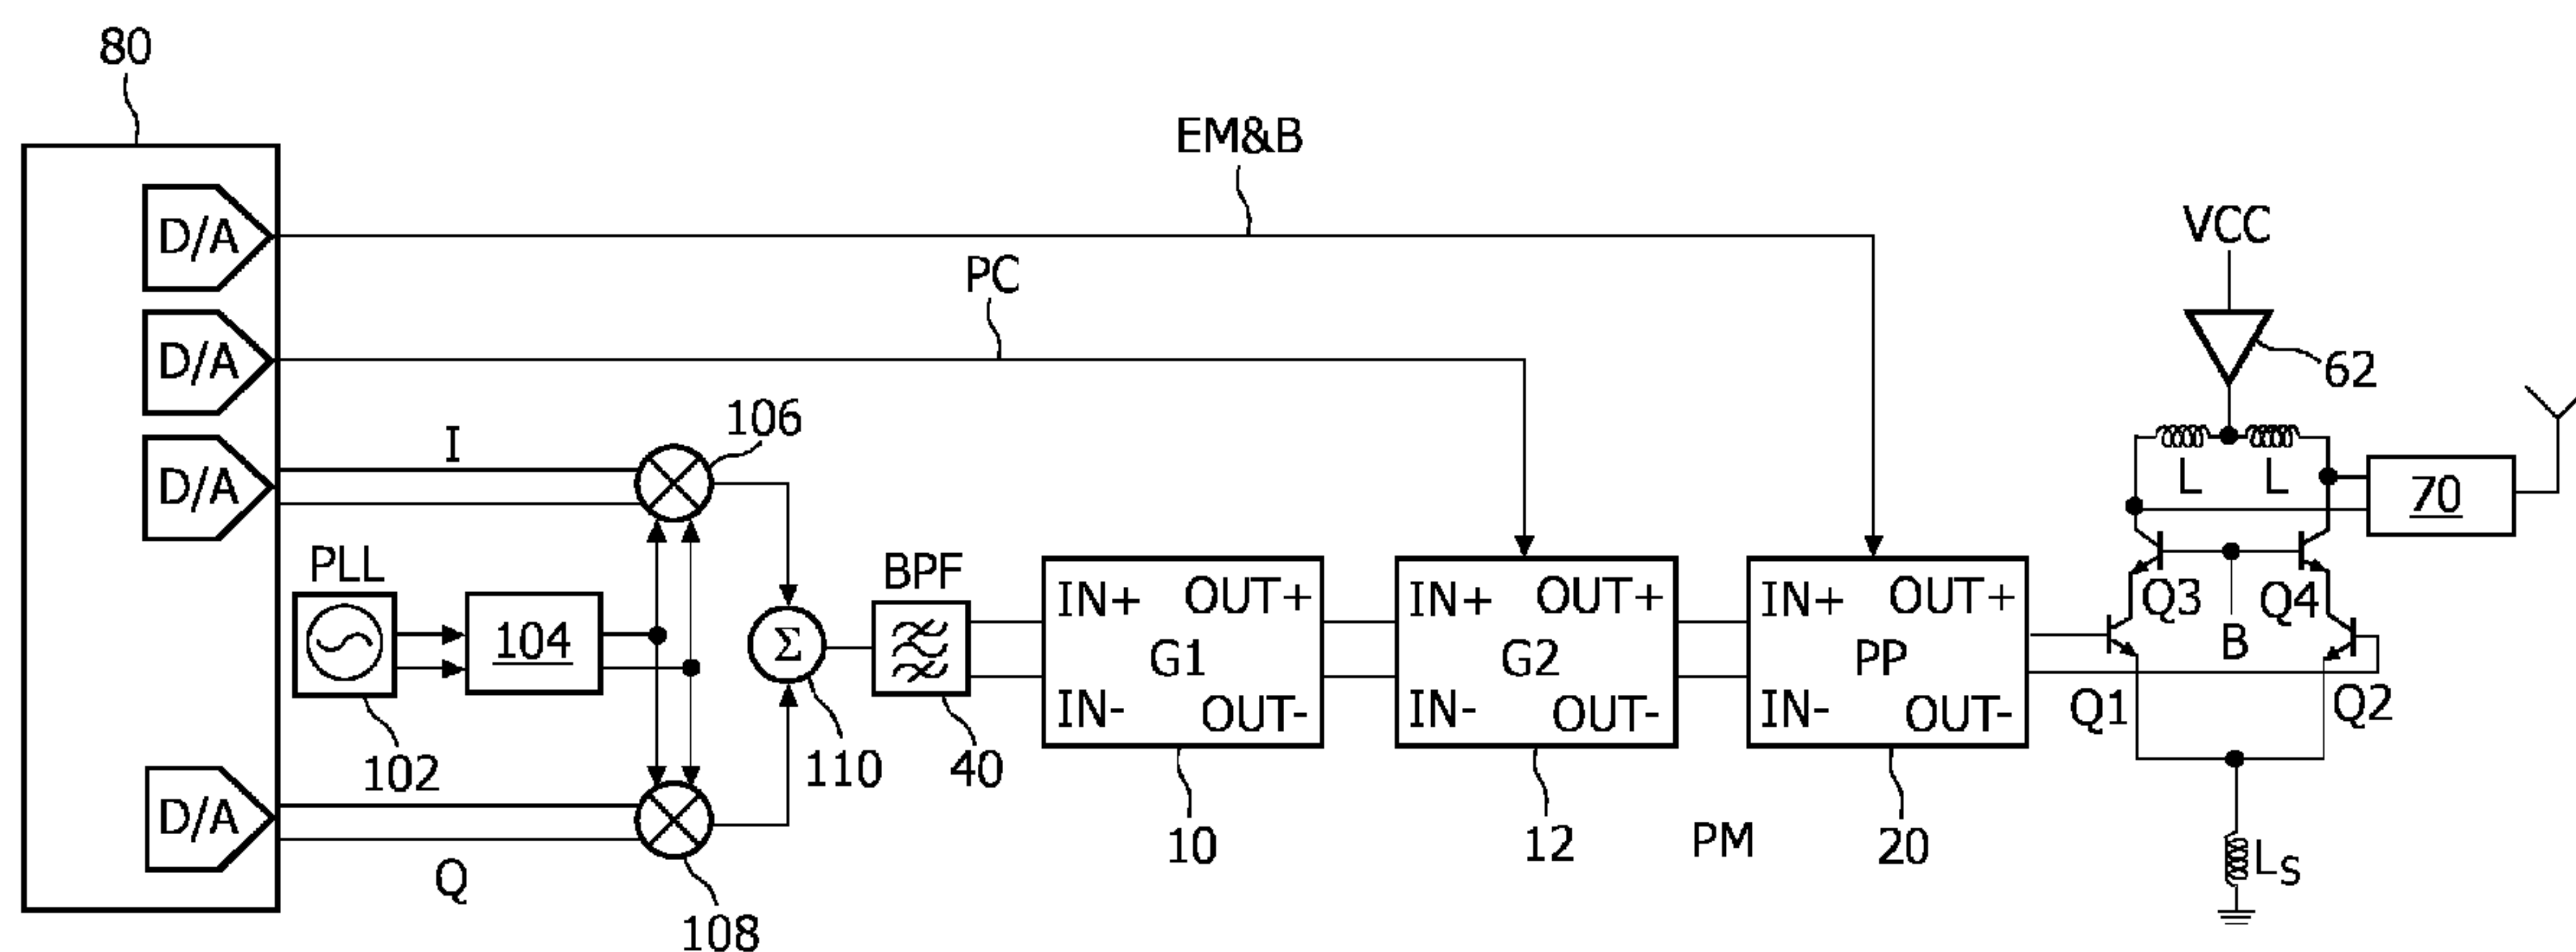 80
EM&B
D/A
VCC
PC
D/A
62
106
I
D/A
L L
70
PLL
BPF
104
Σ
IN+ OUT+
G1
IN- OUT-
IN+ OUT+
G2
IN- OUT-
IN+ OUT+
PP
IN- OUT-
Q3 Q4
B
Q1 Q2
102
110
40
D/A
10
12
PM
20
LS
Q
108